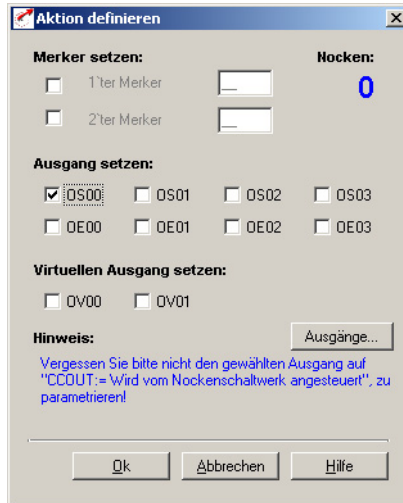 Aktion definieren
Merker setzen: Nocken:
1`ter Merker __ 0
2`ter Merker __
Ausgang setzen:
OS00 OS01 OS02 OS03
OE00 OE01 OE02 OE03
Virtuellen Ausgang setzen:
OV00 OV01
Hinweis: Ausgänge...
Vergessen Sie bitte nicht den gewählten Ausgang auf
"CCOUT:= Wird vom Nockenschaltwerk angesteuert", zu
parametrieren!
Ok Abbrechen Hilfe